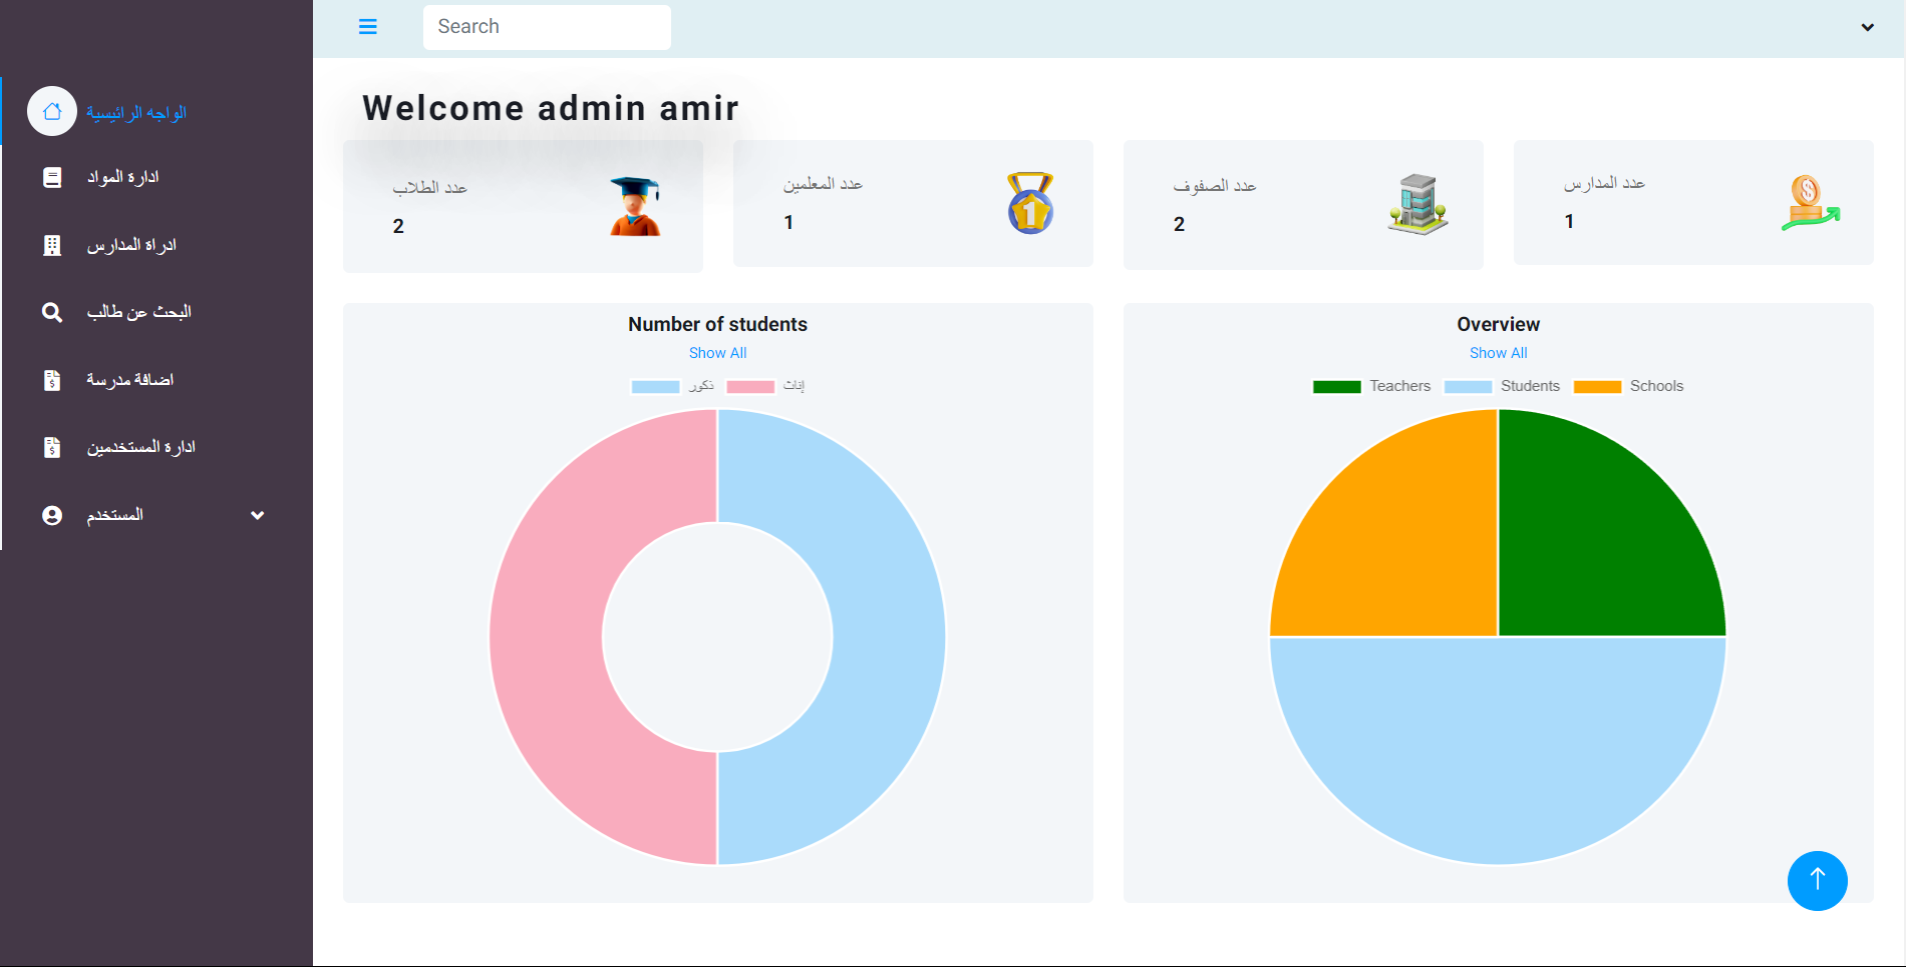 Search
الواجه الرائيسية
ادارة المواد
ادراة المدارس
البحث عن طالب
اضافة مدرسة
ادارة المستخدمين
المستخدم
Welcome admin amir
عدد الطلاب
2
عدد المعلمين
1
عدد الصفوف
2
عدد المدارس
1
Number of students
Show All
ذكور إناث
Overview
Show All
Teachers Students Schools